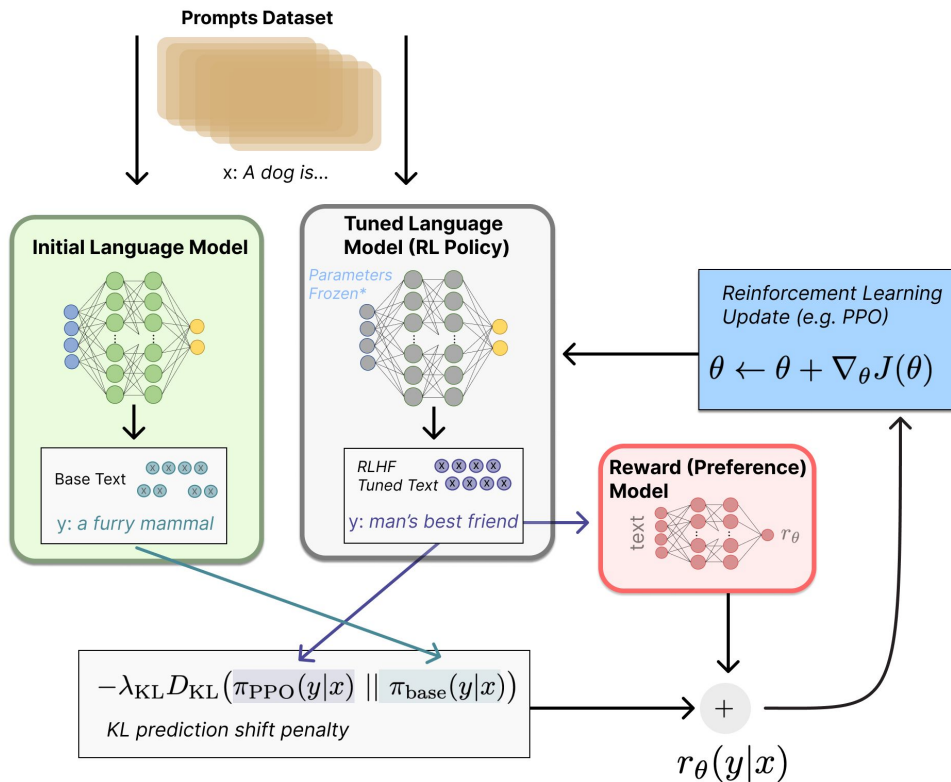 Prompts Dataset
x: A dog is...
Initial Language Model
Base Text
x x x x
x x x x
y: a furry mammal
Tuned Language
Model (RL Policy)
Parameters
Frozen*
RLHF
Tuned Text
x x x x
x x x x
y: man's best friend
Reinforcement Learning
Update (e.g. PPO)
θ ← θ + ∇θJ(θ)
Reward (Preference)
Model
text
rθ
−λKL DKL(πPPO(y|x) || πbase(y|x))
KL prediction shift penalty
+
rθ(y|x)